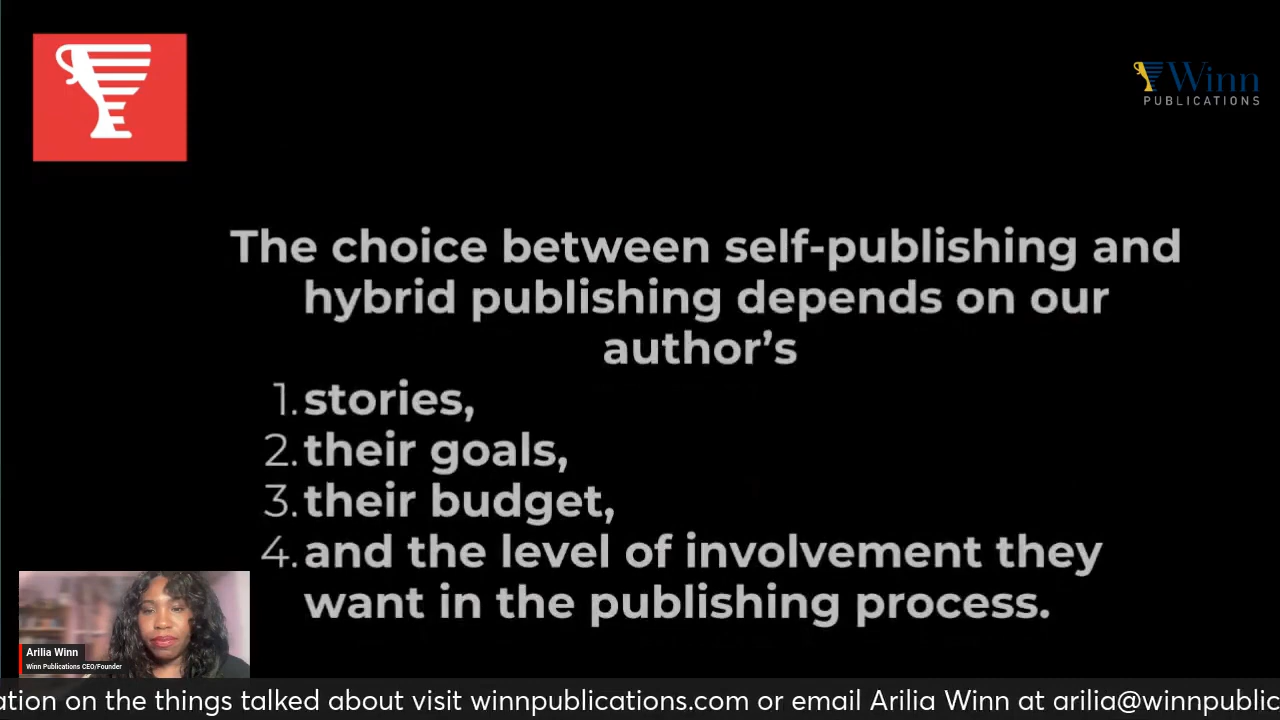 Winn
PUBLICATIONS
The choice between self-publishing and
hybrid publishing depends on our
author’s
1. stories,
2. their goals,
3. their budget,
4. and the level of involvement they
want in the publishing process.
Arilia Winn
Winn Publications CEO/Founder
ation on the things talked about visit winnpublications.com or email Arilia Winn at arilia@winnpublic